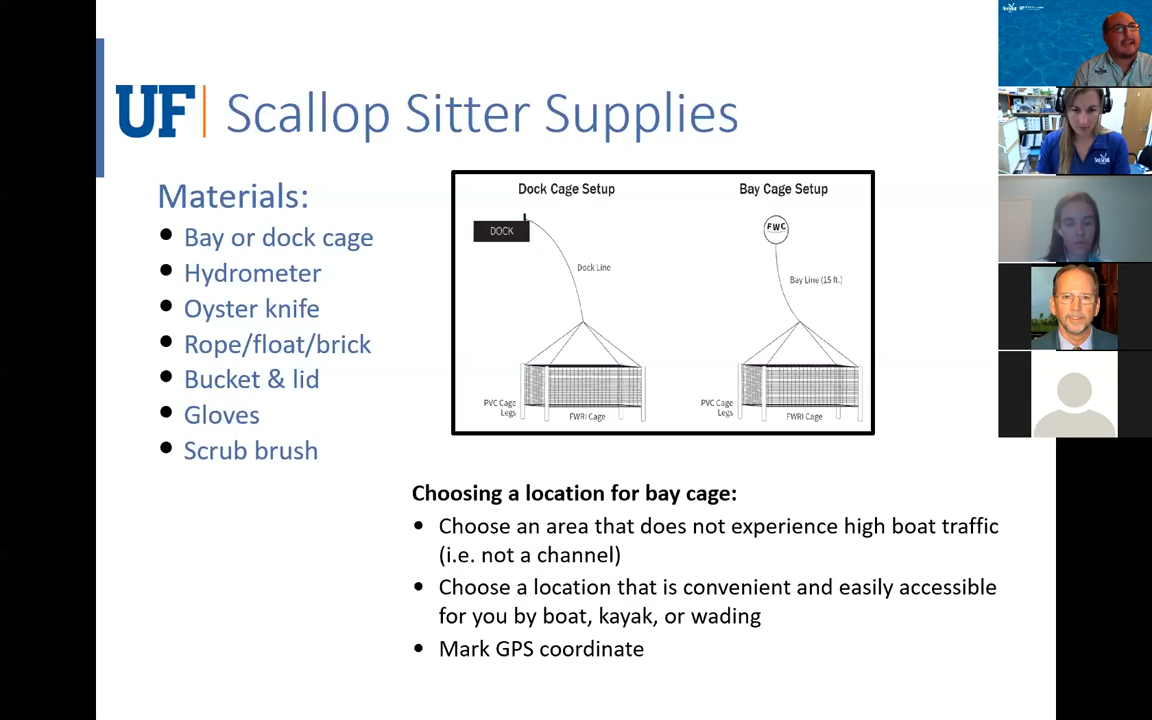 UF Scallop Sitter Supplies
Materials:
• Bay or dock cage
• Hydrometer
• Oyster knife
• Rope/float/brick
• Bucket & lid
• Gloves
• Scrub brush
Dock Cage Setup
DOCK
Dock Line
PVC Cage
Legs
FWRI Cage
Bay Cage Setup
FWC
Bay Line (15 ft.)
PVC Cage
Legs
FWRI Cage
Choosing a location for bay cage:
• Choose an area that does not experience high boat traffic
(i.e. not a channel)
• Choose a location that is convenient and easily accessible
for you by boat, kayak, or wading
• Mark GPS coordinate